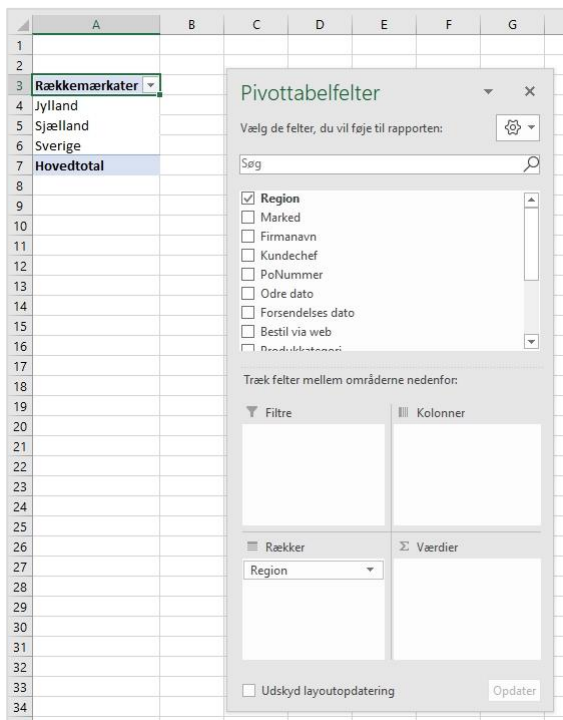 A B C D E F G
1
2
3 Rækkemærkater
4 Jylland
5 Sjælland
6 Sverige
7 Hovedtotal
8
9
10
11
12
13
14
15
16
17
18
19
20
21
22
23
24
25
26
27
28
29
30
31
32
33
34
Pivottabelfelter
Vælg de felter, du vil føje til rapporten:
Søg
Region
Marked
Firmanavn
Kundechef
PoNummer
Odre dato
Forsendelses dato
Bestil via web
Produkkategori
Træk felter mellem områderne nedenfor:
Filtre
Kolonner
Rækker
Region
Σ Værdier
Udskyd layoutopdatering
Opdater